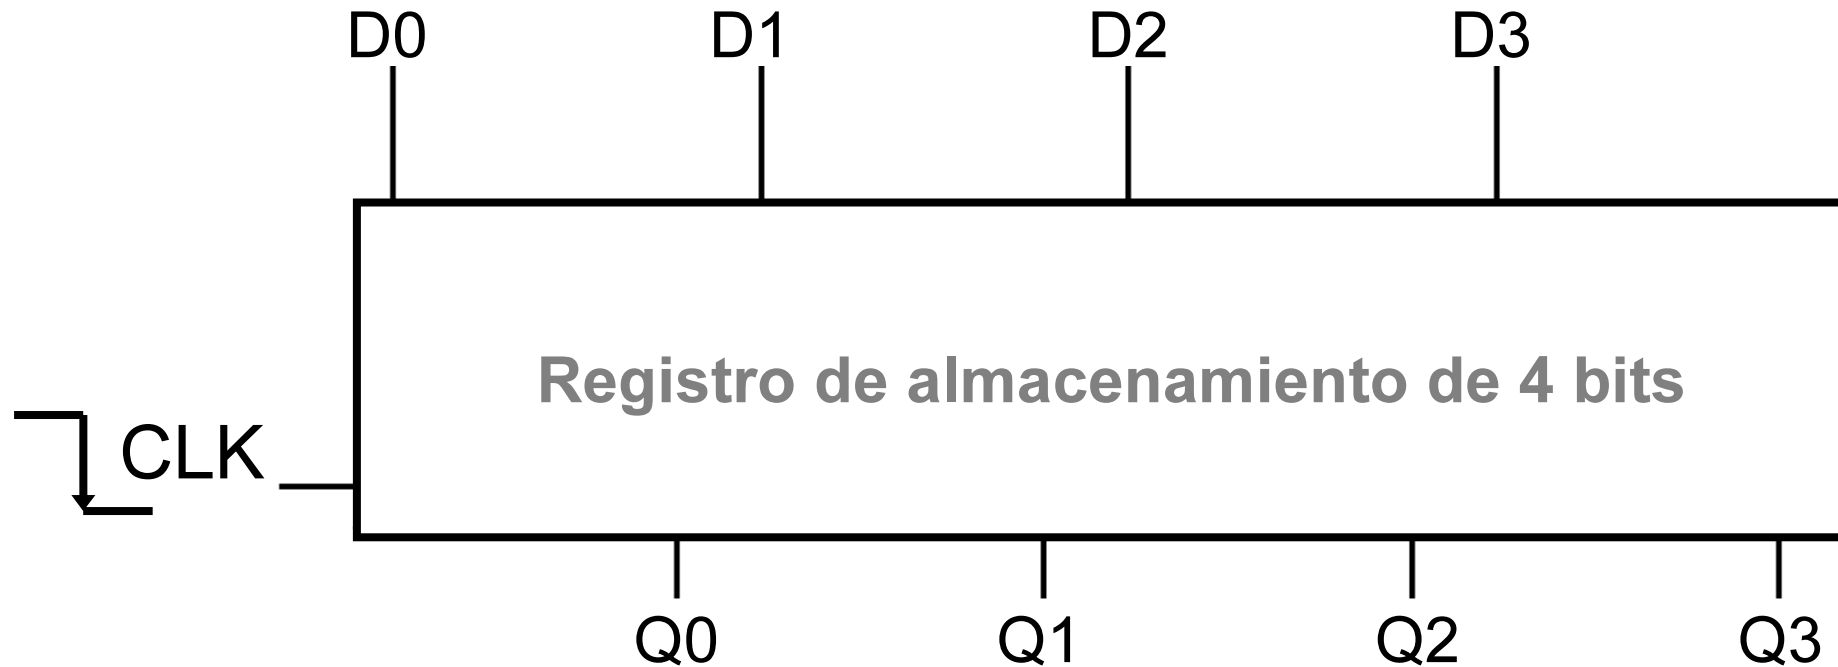 D0 D1 D2 D3
Registro de almacenamiento de 4 bits
CLK
Q0 Q1 Q2 Q3